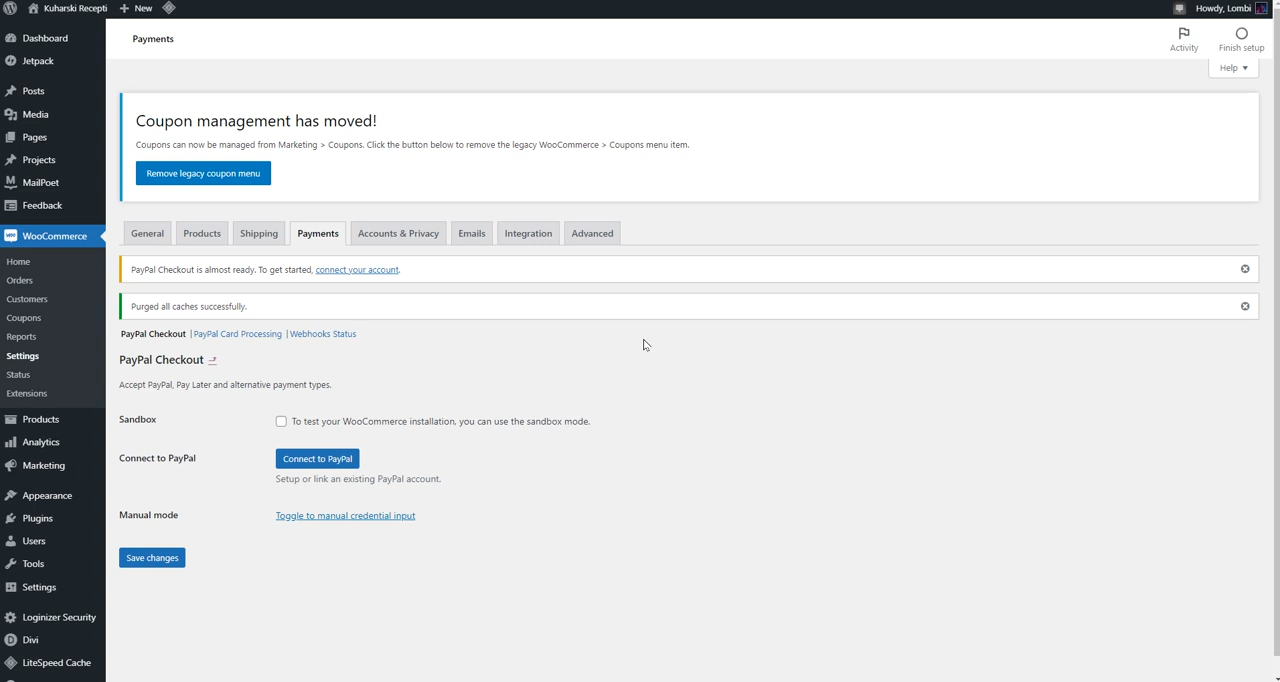 Kuharski Recepti
New
Howdy, Lombi
Dashboard
Jetpack
Posts
Media
Pages
Projects
MailPoet
Feedback
WooCommerce
Home
Orders
Customers
Coupons
Reports
Settings
Status
Extensions
Products
Analytics
Marketing
Appearance
Plugins
Users
Tools
Settings
Loginizer Security
Divi
LiteSpeed Cache
Payments
Activity
Finish setup
Help
Coupon management has moved!
Coupons can now be managed from Marketing > Coupons. Click the button below to remove the legacy WooCommerce > Coupons menu item.
Remove legacy coupon menu
General Products Shipping Payments Accounts & Privacy Emails Integration Advanced
PayPal Checkout is almost ready. To get started, connect your account.
Purged all caches successfully.
PayPal Checkout | PayPal Card Processing | Webhooks Status
PayPal Checkout
Accept PayPal, Pay Later and alternative payment types.
Sandbox To test your WooCommerce installation, you can use the sandbox mode.
Connect to PayPal Connect to PayPal
Setup or link an existing PayPal account.
Manual mode Toggle to manual credential input
Save changes